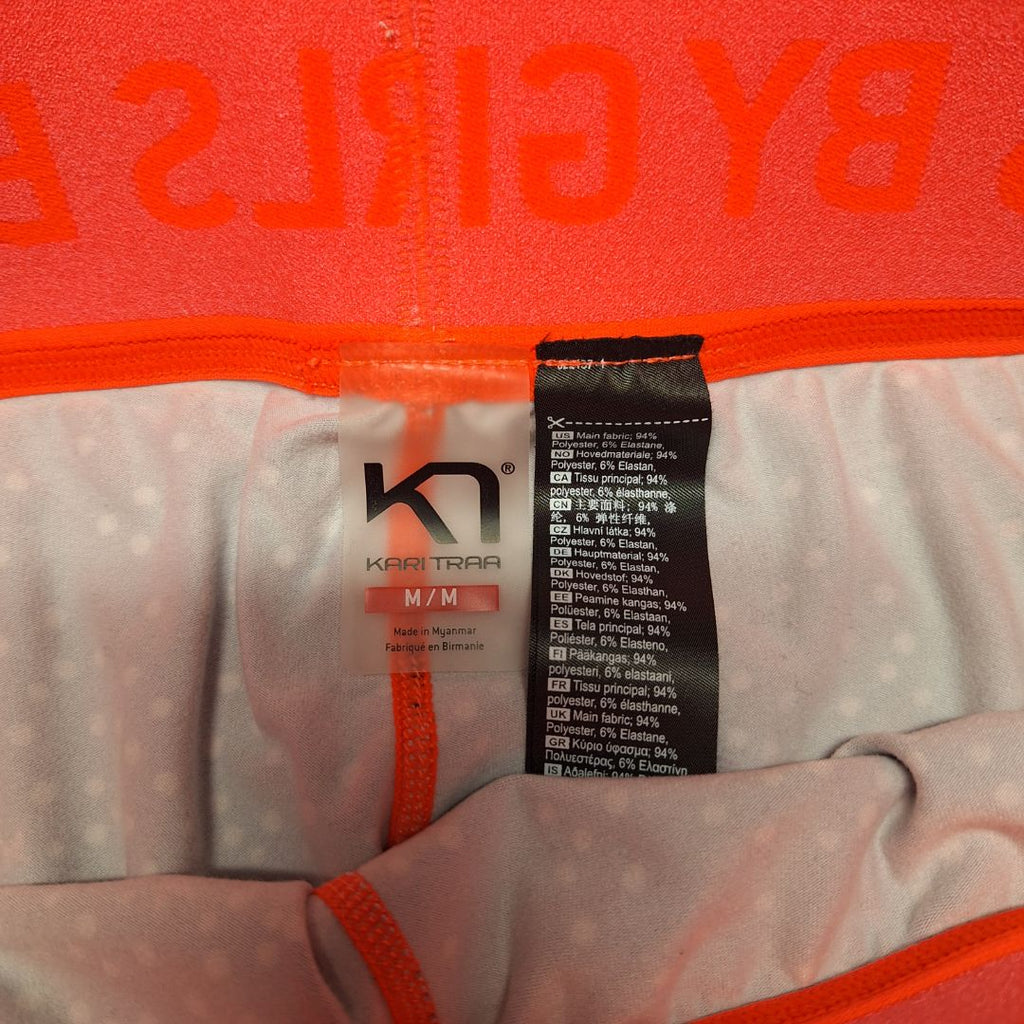 BY GIRLS
KARI TRAA
M/M
Made in Myanmar
Fabriqué en Birmanie
US Main fabric; 94%
Polyester, 6% Elastane,
NO Hovedmateriale; 94%
Polyester, 6% Elastan,
CA Tissu principal; 94%
polyester, 6% élasthanne,
CN 主要面料; 94% 涤
纶, 6% 弹性纤维,
CZ Hlavní látka; 94%
Polyester, 6% Elastan,
DE Hauptmaterial; 94%
Polyester, 6% Elastan,
DK Hovedstof; 94%
Polyester, 6% Elasthan,
EE Peamine kangas; 94%
Polüester, 6% Elastaan,
ES Tela principal; 94%
Poliéster, 6% Elasteno,
FI Pääkangas; 94%
polyesteri, 6% elastaani,
FR Tissu principal; 94%
polyester, 6% élasthanne,
UK Main fabric; 94%
Polyester, 6% Elastane,
GR Κύριο ύφασμα; 94%
Πολυεστέρας, 6% Ελαστίνη
IS Aðalefni; 94%